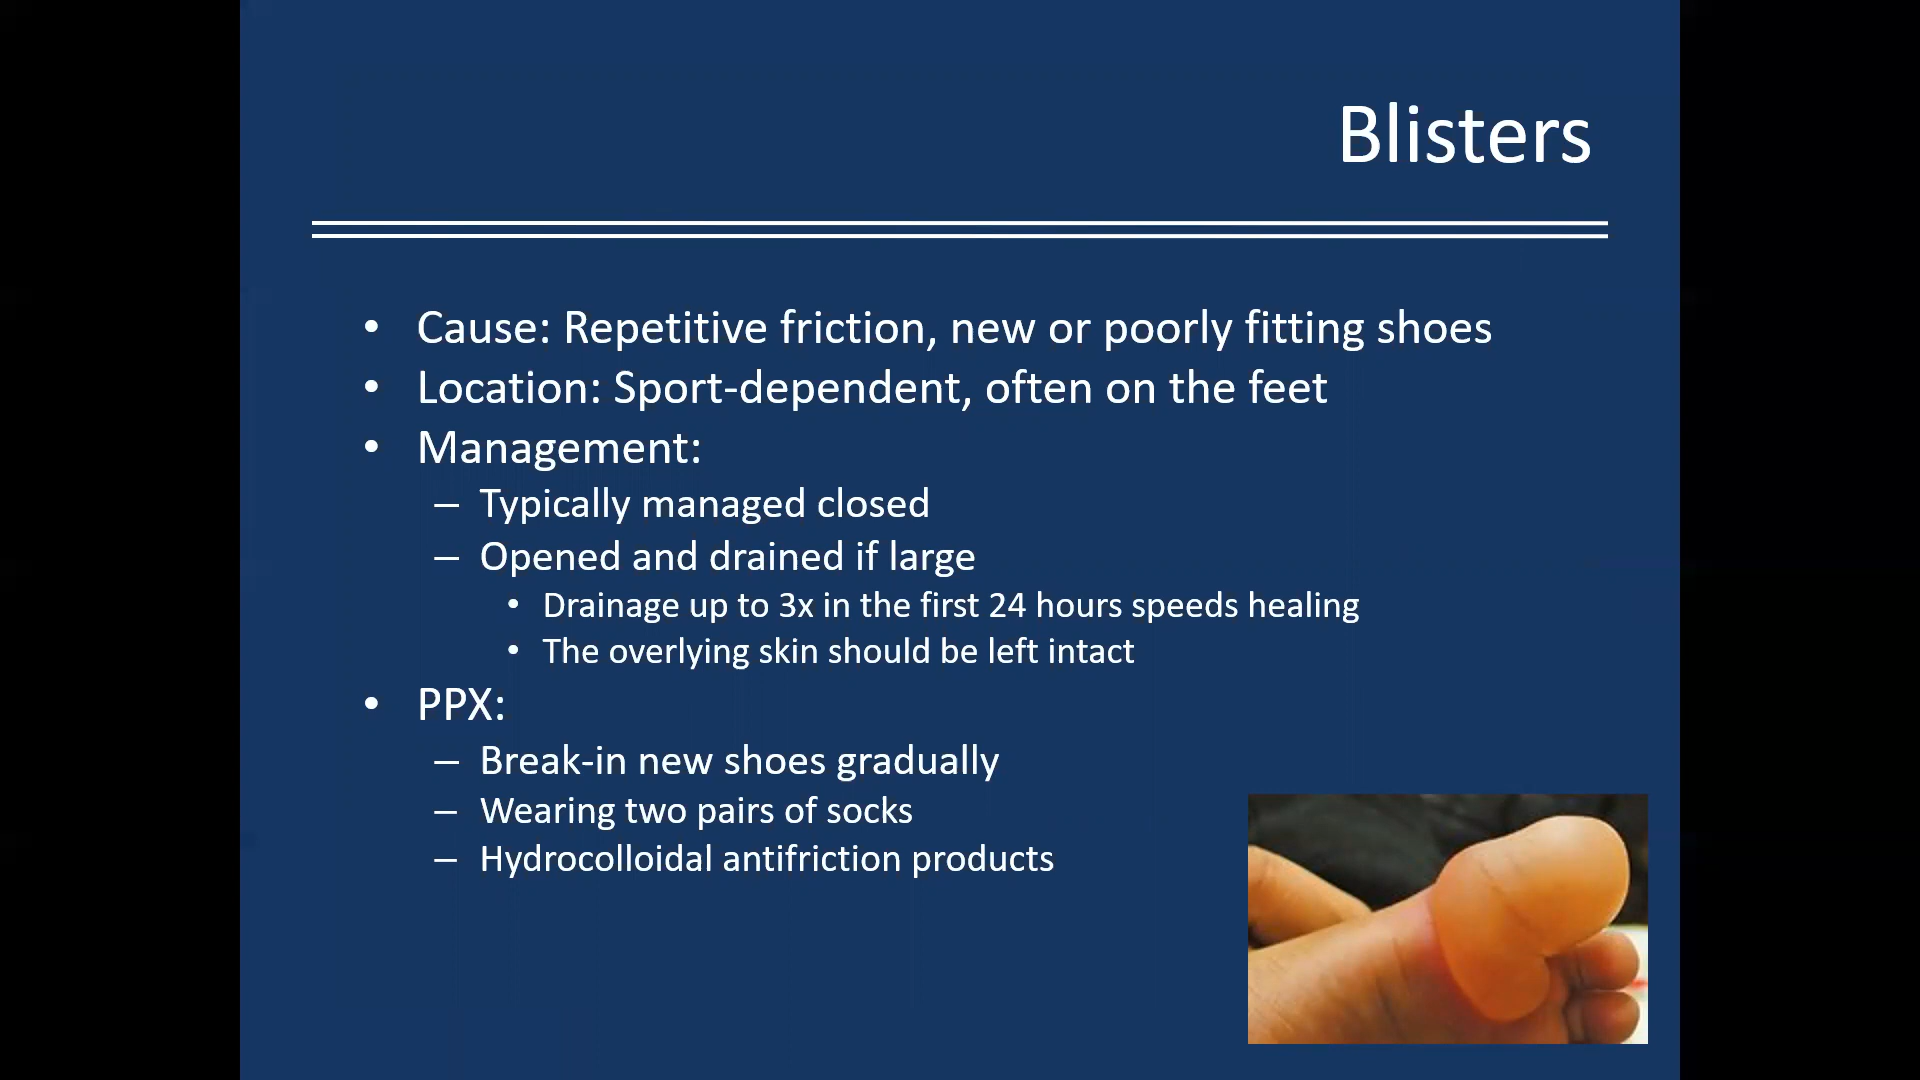 Blisters
• Cause: Repetitive friction, new or poorly fitting shoes
• Location: Sport-dependent, often on the feet
• Management:
– Typically managed closed
– Opened and drained if large
• Drainage up to 3x in the first 24 hours speeds healing
• The overlying skin should be left intact
• PPX:
– Break-in new shoes gradually
– Wearing two pairs of socks
– Hydrocolloidal antifriction products